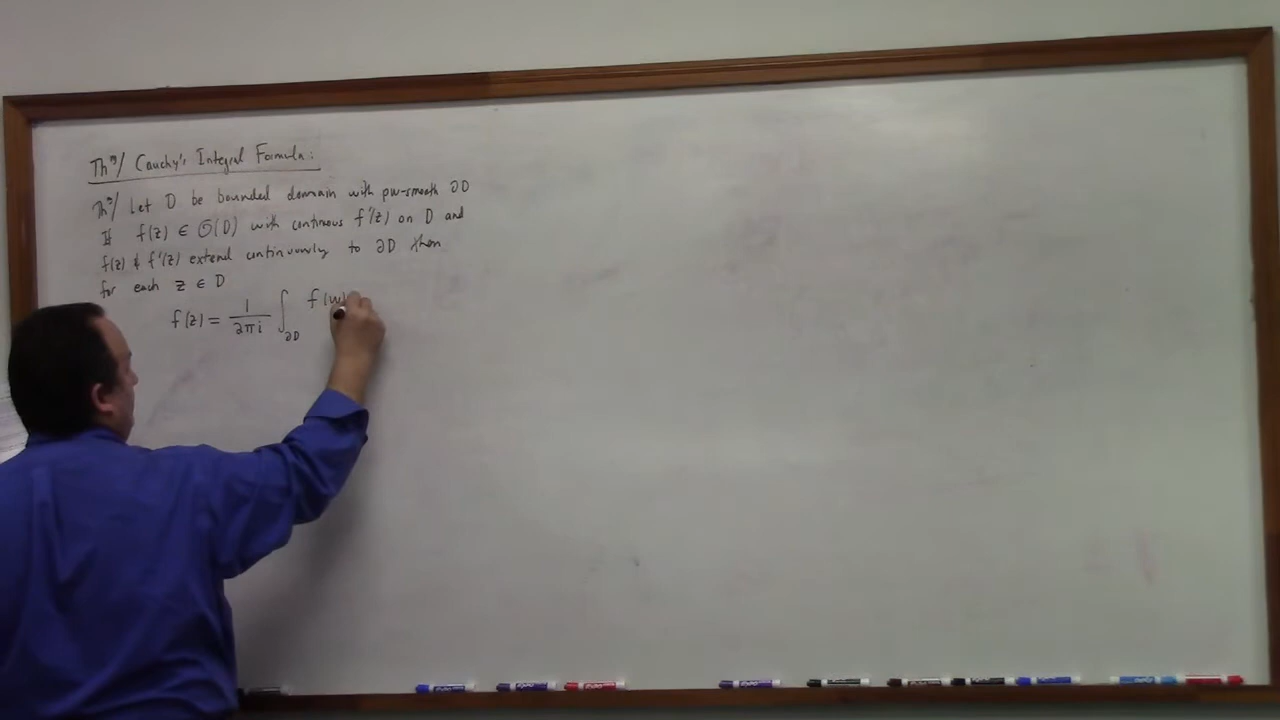 Thᵐ/ Cauchy's Integral Formula:
Thᵐ/ Let D be bounded domain with pw-smooth ∂D
If f(z) ∈ O(D) with continuous f'(z) on D and
f(z) & f'(z) extend continuously to ∂D then
for each z ∈ D
f(z) = 1/2πi ∫∂D f(w)